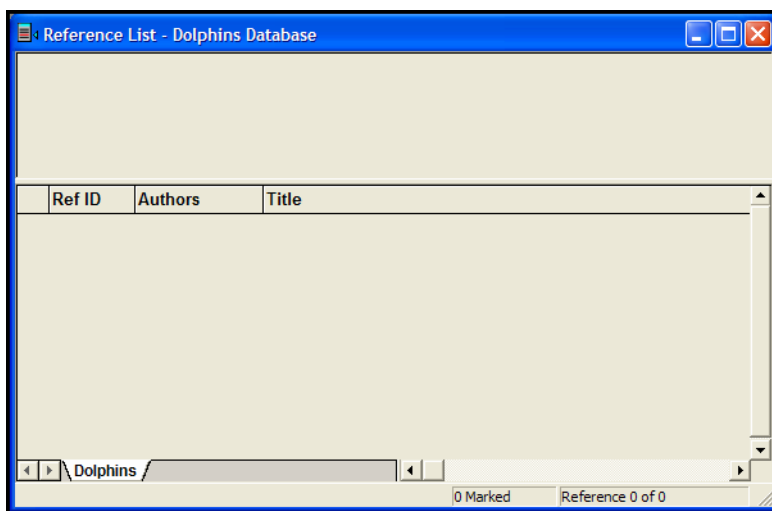 Reference List - Dolphins Database
Ref ID Authors Title
Dolphins
0 Marked Reference 0 of 0